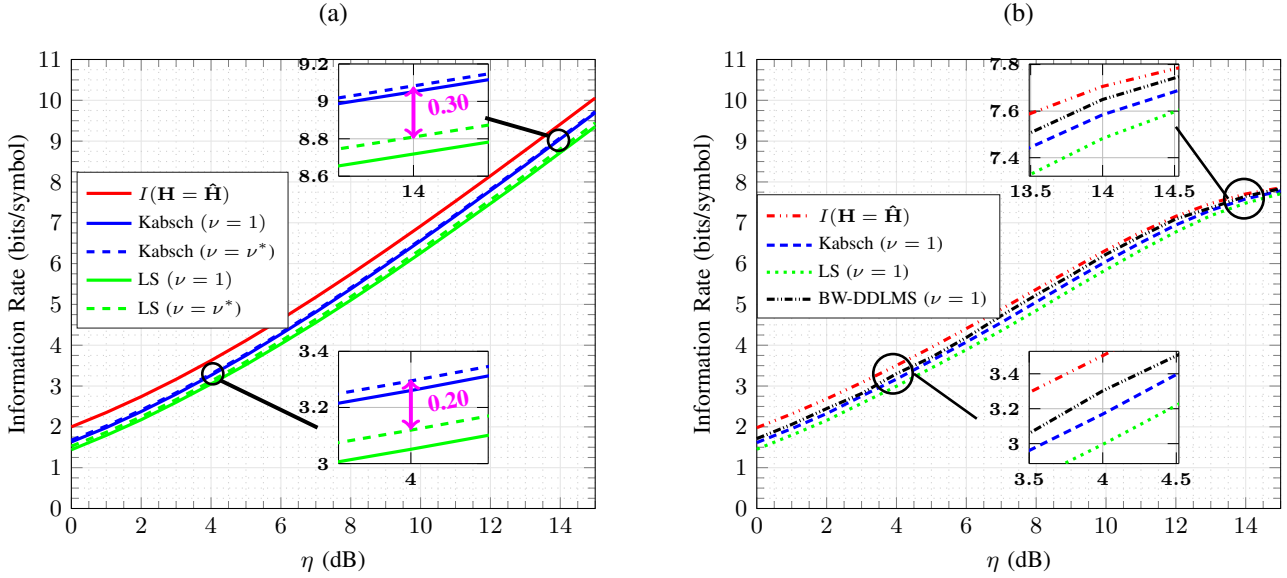 (a)
Information Rate (bits/symbol)
11
10
9
8
7
6
5
4
3
2
1
0
0 2 4 6 8 10 12 14
η (dB)
I(H = Ĥ)
Kabsch (ν = 1)
Kabsch (ν = ν*)
LS (ν = 1)
LS (ν = ν*)
9.2
9
8.8
8.6
14
0.30
3.4
3.2
3
4
0.20
(b)
Information Rate (bits/symbol)
11
10
9
8
7
6
5
4
3
2
1
0
0 2 4 6 8 10 12 14
η (dB)
I(H = Ĥ)
Kabsch (ν = 1)
LS (ν = 1)
BW-DDLMS (ν = 1)
7.8
7.6
7.4
13.5 14 14.5
3.4
3.2
3
3.5 4 4.5